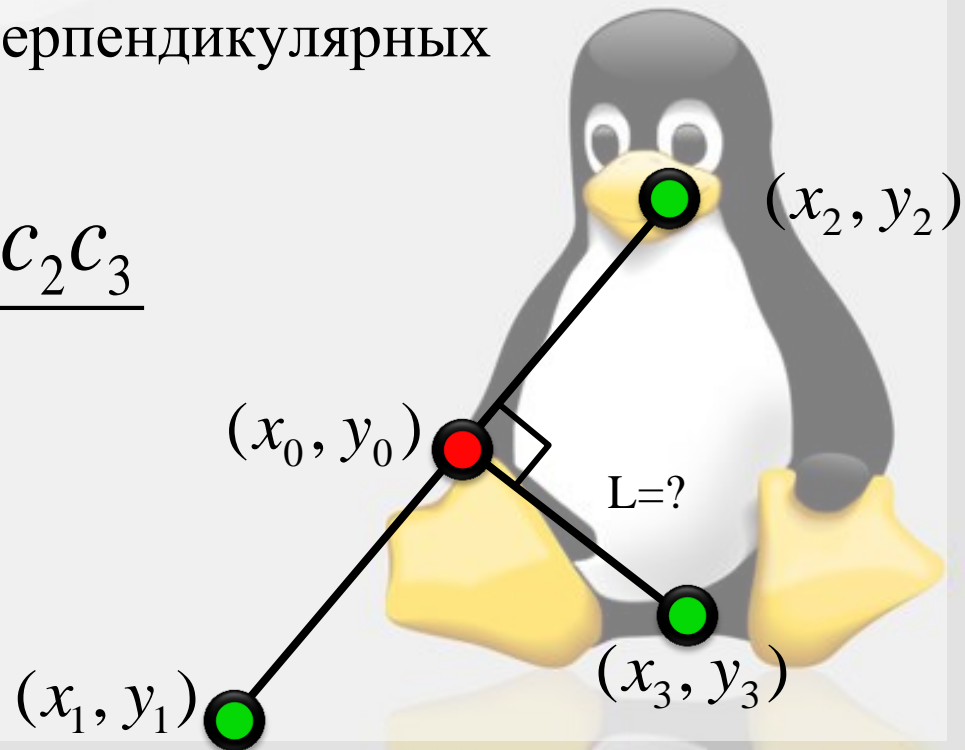 ерпендикулярных
(x₂, y₂)
c₂c₃
(x₀, y₀)
L=?
(x₃, y₃)
(x₁, y₁)